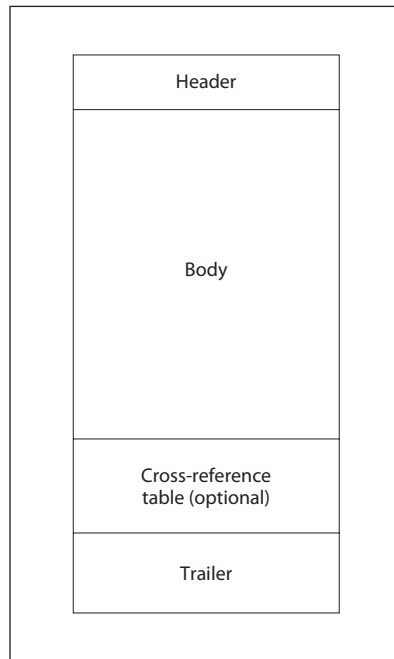 Header
Body
Cross-reference
table (optional)
Trailer